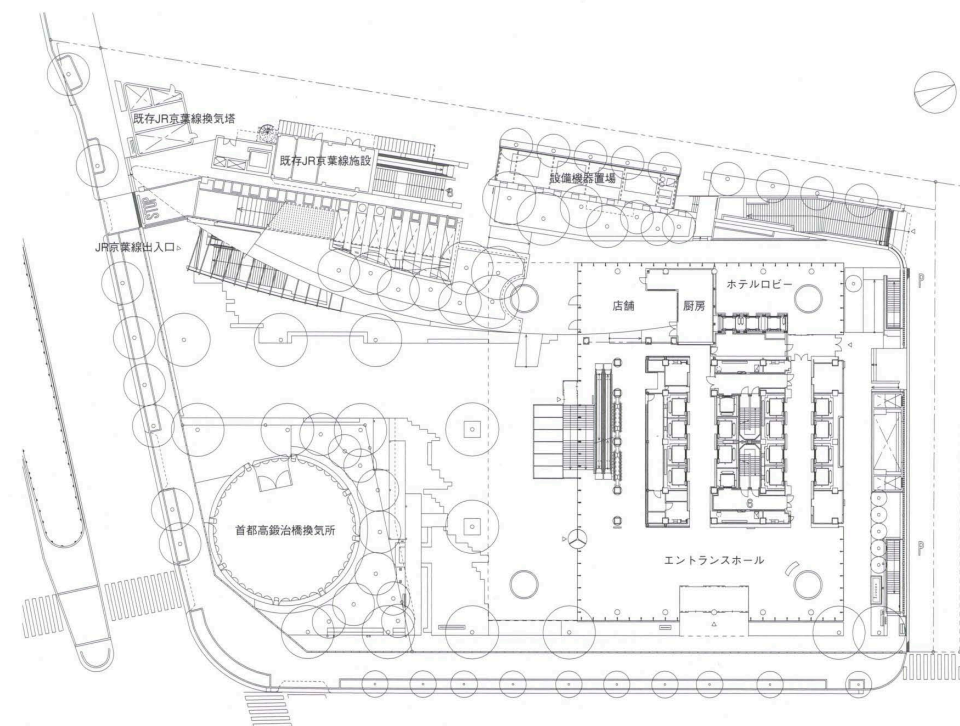 既存JR京葉線換気塔
既存JR京葉線施設
設備機器置場
JR京葉線出入口▷
ホテルロビー
店舗
厨房
首都高鍛冶橋換気所
エントランスホール